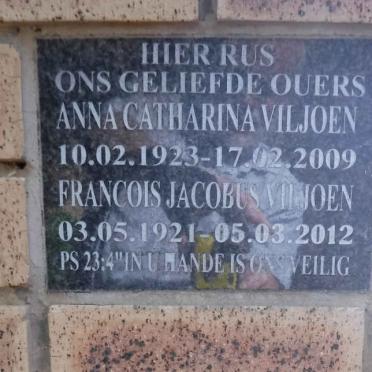 HIER RUS
ONS GELIEFDE OUERS
ANNA CATHARINA VILJOEN
10.02.1923-17.02.2009
FRANCOIS JACOBUS VILJOEN
03.05.1921-05.03.2012
PS 23:4"IN U HANDE IS ONS VEILIG